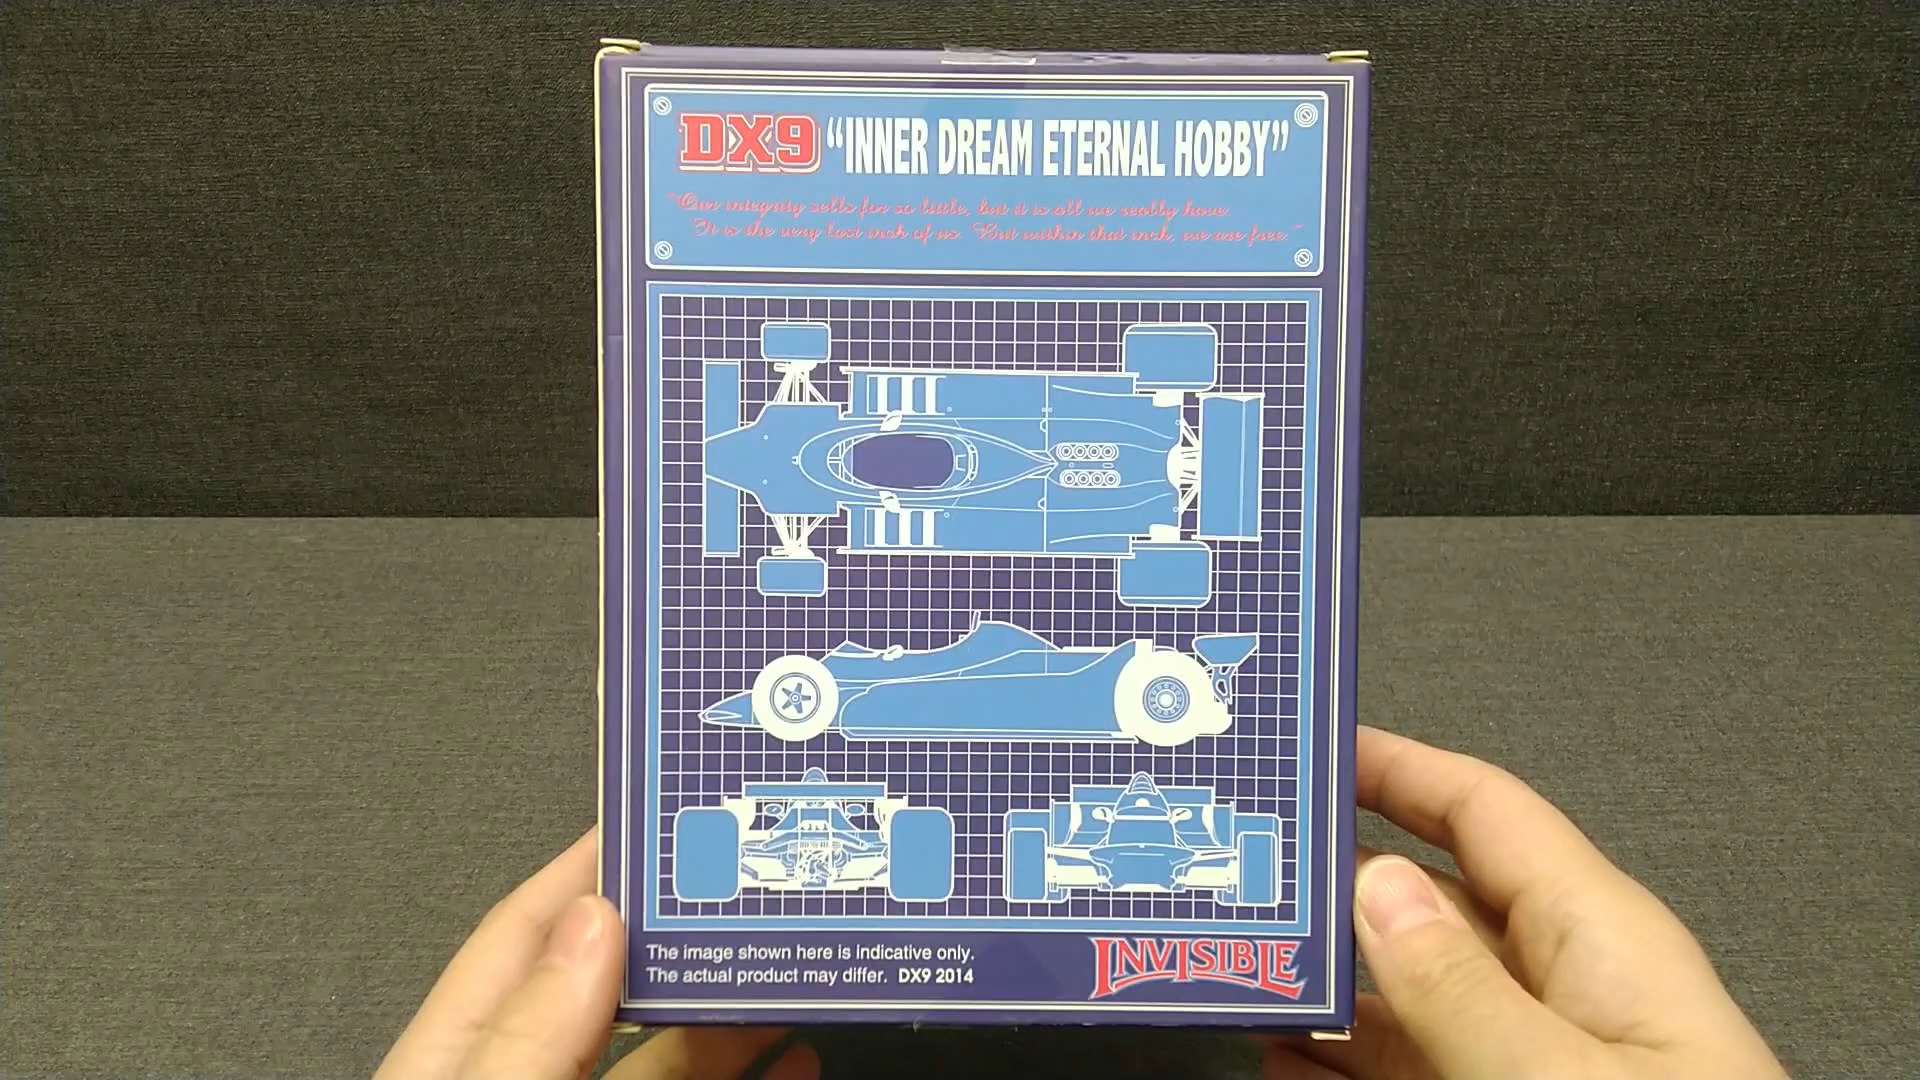 DX9 “INNER DREAM ETERNAL HOBBY”
“Our integrity sells for so little, but it is all we really have.
It is the very last inch of us. But within that inch, we are free.”
The image shown here is indicative only.
The actual product may differ. DX9 2014
INVISIBLE